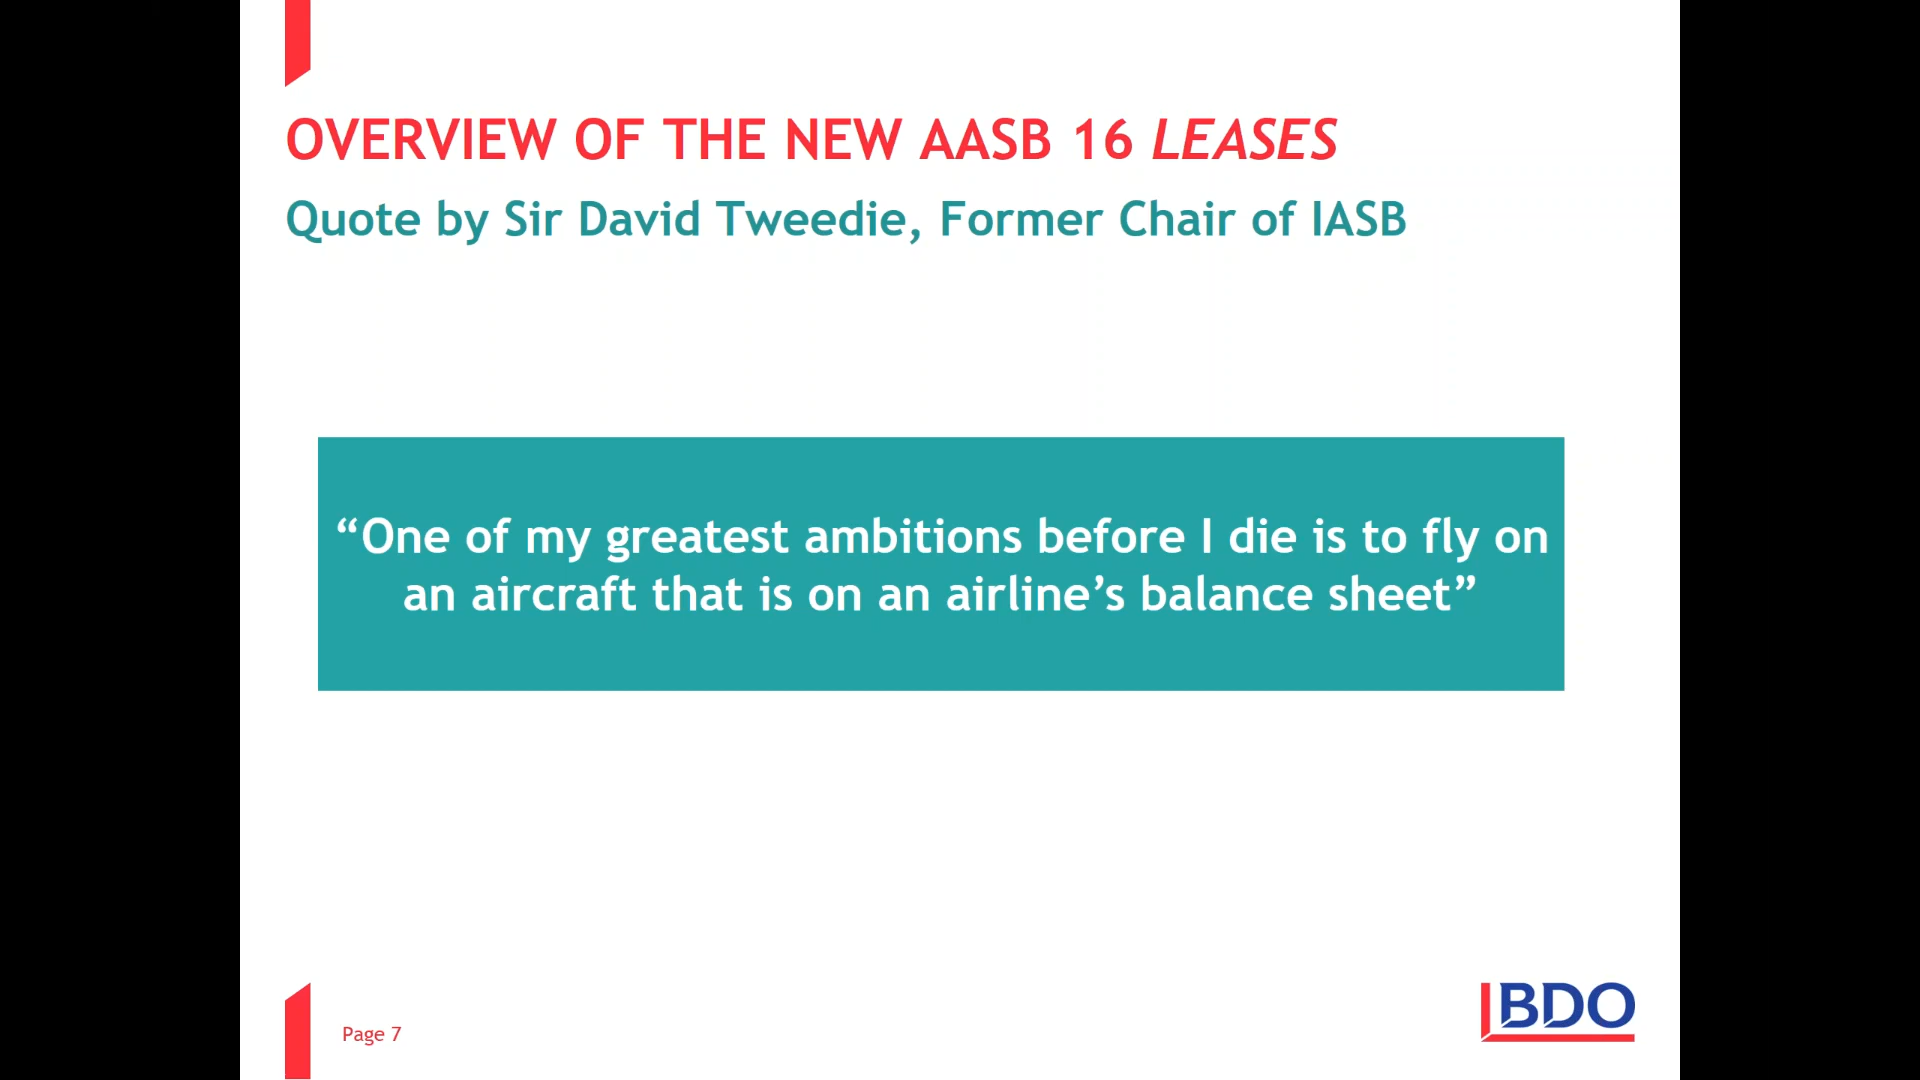 OVERVIEW OF THE NEW AASB 16 LEASES
Quote by Sir David Tweedie, Former Chair of IASB
“One of my greatest ambitions before I die is to fly on
an aircraft that is on an airline’s balance sheet”
Page 7
BDO